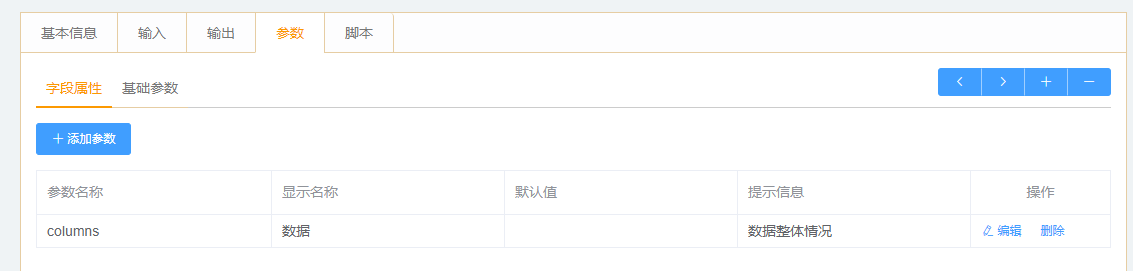 基本信息 输入 输出 参数 脚本
字段属性 基础参数
添加参数
参数名称 显示名称 默认值 提示信息 操作
columns 数据 数据整体情况 编辑 删除